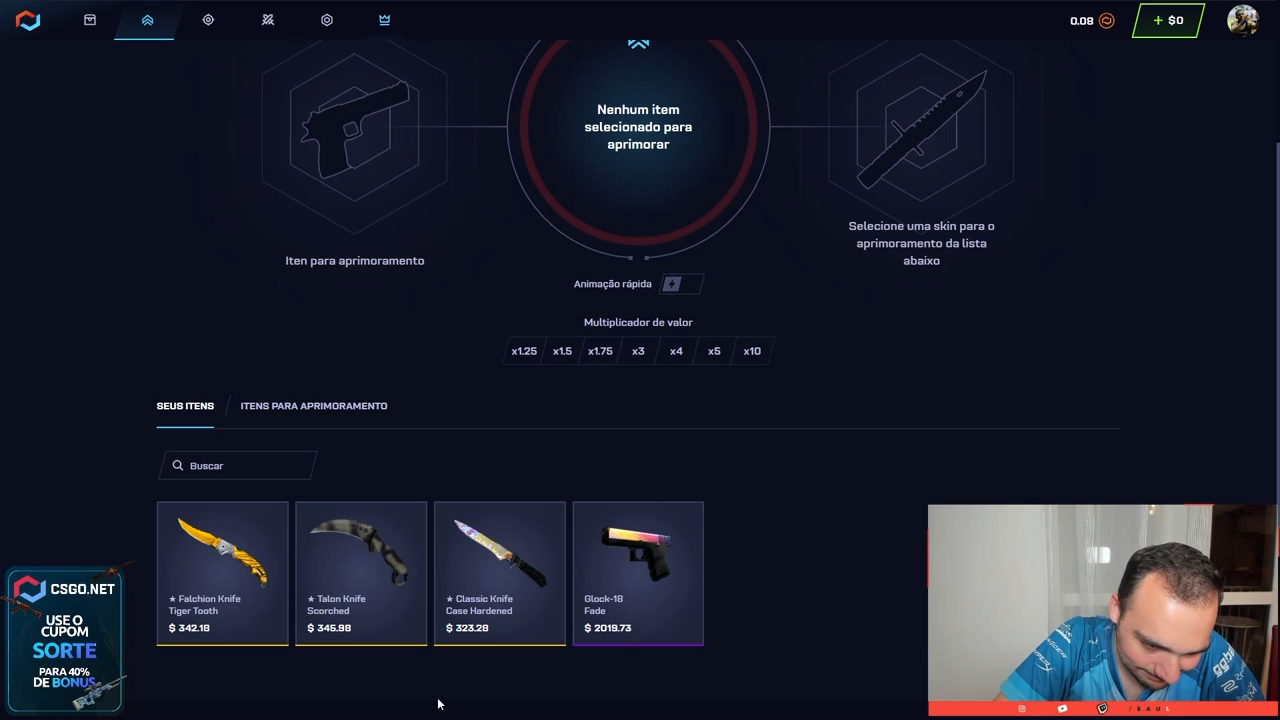 0.08
+ $0
Nenhum item
selecionado para
aprimorar
Iten para aprimoramento
Selecione uma skin para o
aprimoramento da lista
abaixo
Animação rápida
Multiplicador de valor
x1.25 x1.5 x1.75 x3 x4 x5 x10
SEUS ITENS ITENS PARA APRIMORAMENTO
Buscar
★ Falchion Knife
Tiger Tooth
$ 342.18
★ Talon Knife
Scorched
$ 345.98
★ Classic Knife
Case Hardened
$ 323.28
Glock-18
Fade
$ 2019.73
CSGO.NET
USE O
CUPOM
SORTE
PARA 40%
DE BONUS
/SAUL